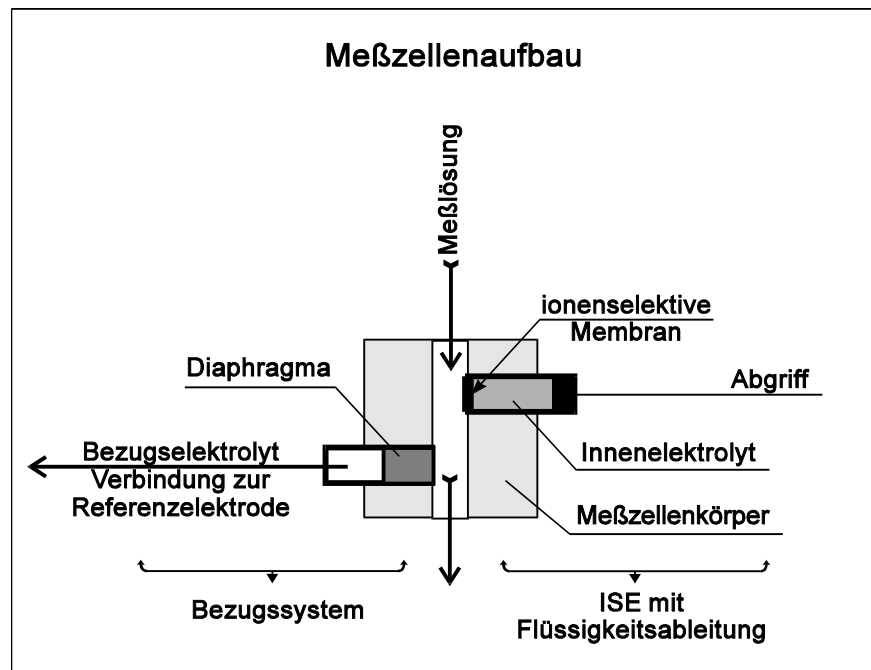 Meßzellenaufbau
Meßlösung
ionenselektive
Membran
Diaphragma
Abgriff
Bezugselektrolyt
Verbindung zur
Referenzelektrode
Innenelektrolyt
Meßzellenkörper
Bezugssystem
ISE mit
Flüssigkeitsableitung